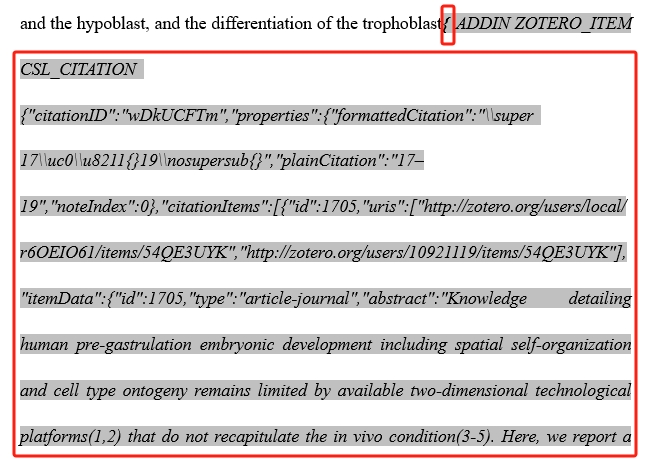 and the hypoblast, and the differentiation of the trophoblast{ ADDIN ZOTERO_ITEM
CSL_CITATION
{"citationID":"wDkUCFTm","properties":{"formattedCitation":"\\super
17\\uc0\\u8211{}19\\nosupersub{}","plainCitation":"17–
19","noteIndex":0},"citationItems":[{"id":1705,"uris":["http://zotero.org/users/local/
r6OEIO61/items/54QE3UYK","http://zotero.org/users/10921119/items/54QE3UYK"],
"itemData":{"id":1705,"type":"article-journal","abstract":"Knowledge detailing
human pre-gastrulation embryonic development including spatial self-organization
and cell type ontogeny remains limited by available two-dimensional technological
platforms(1,2) that do not recapitulate the in vivo condition(3-5). Here, we report a